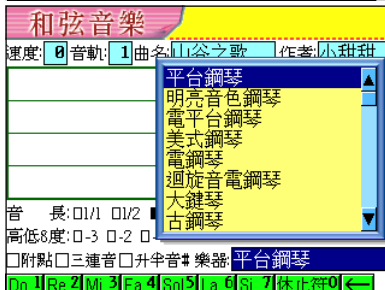 和弦音樂
速度: 0 音軌: 1 曲名:山谷之歌 作者:小甜甜
平台鋼琴
明亮音色鋼琴
電平台鋼琴
美式鋼琴
電鋼琴
迴旋音電鋼琴
大鍵琴
古鋼琴
音 長:□1/1 □1/2
高低8度:□-3 □-2 □-
□附點□三連音□升半音# 樂器:平台鋼琴
Do 1 Re 2 Mi 3 Fa 4 Sol 5 La 6 Si 7 休止符0 ←